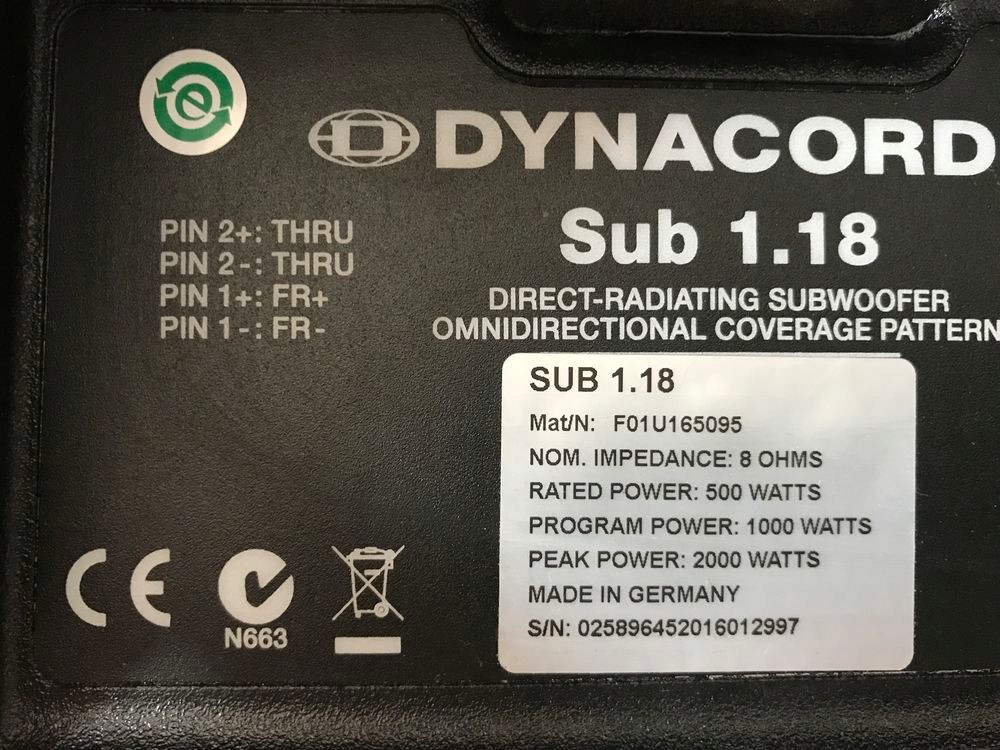 DYNACORD
PIN 2+: THRU
PIN 2-: THRU
PIN 1+: FR+
PIN 1-: FR-
Sub 1.18
DIRECT-RADIATING SUBWOOFER
OMNIDIRECTIONAL COVERAGE PATTERN
SUB 1.18
Mat/N: F01U165095
NOM. IMPEDANCE: 8 OHMS
RATED POWER: 500 WATTS
PROGRAM POWER: 1000 WATTS
PEAK POWER: 2000 WATTS
MADE IN GERMANY
S/N: 025896452016012997
CE
N663
e